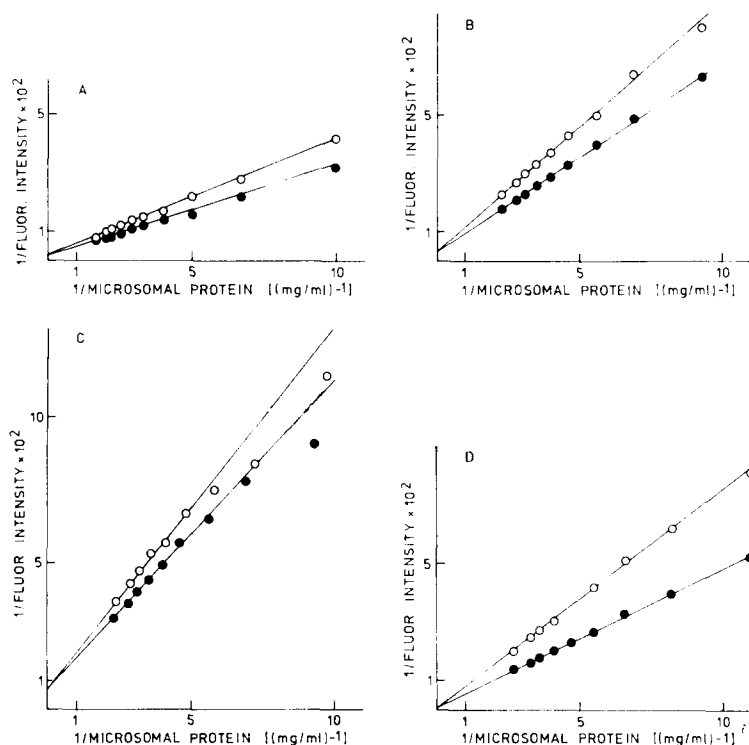 A
1/FLUOR. INTENSITY × 10²
5
1
1
5
10
1/MICROSOMAL PROTEIN [(mg/ml)-1]
B
1/FLUOR. INTENSITY × 10²
5
1
1
5
10
1/MICROSOMAL PROTEIN [(mg/ml)-1]
C
1/FLUOR INTENSITY × 10²
10
5
1
1
5
10
1/MICROSOMAL PROTEIN [(mg/ml)-1]
D
1/FLUOR. INTENSITY × 10²
5
1
1
5
10
1/MICROSOMAL PROTEIN [(mg/ml)-1]